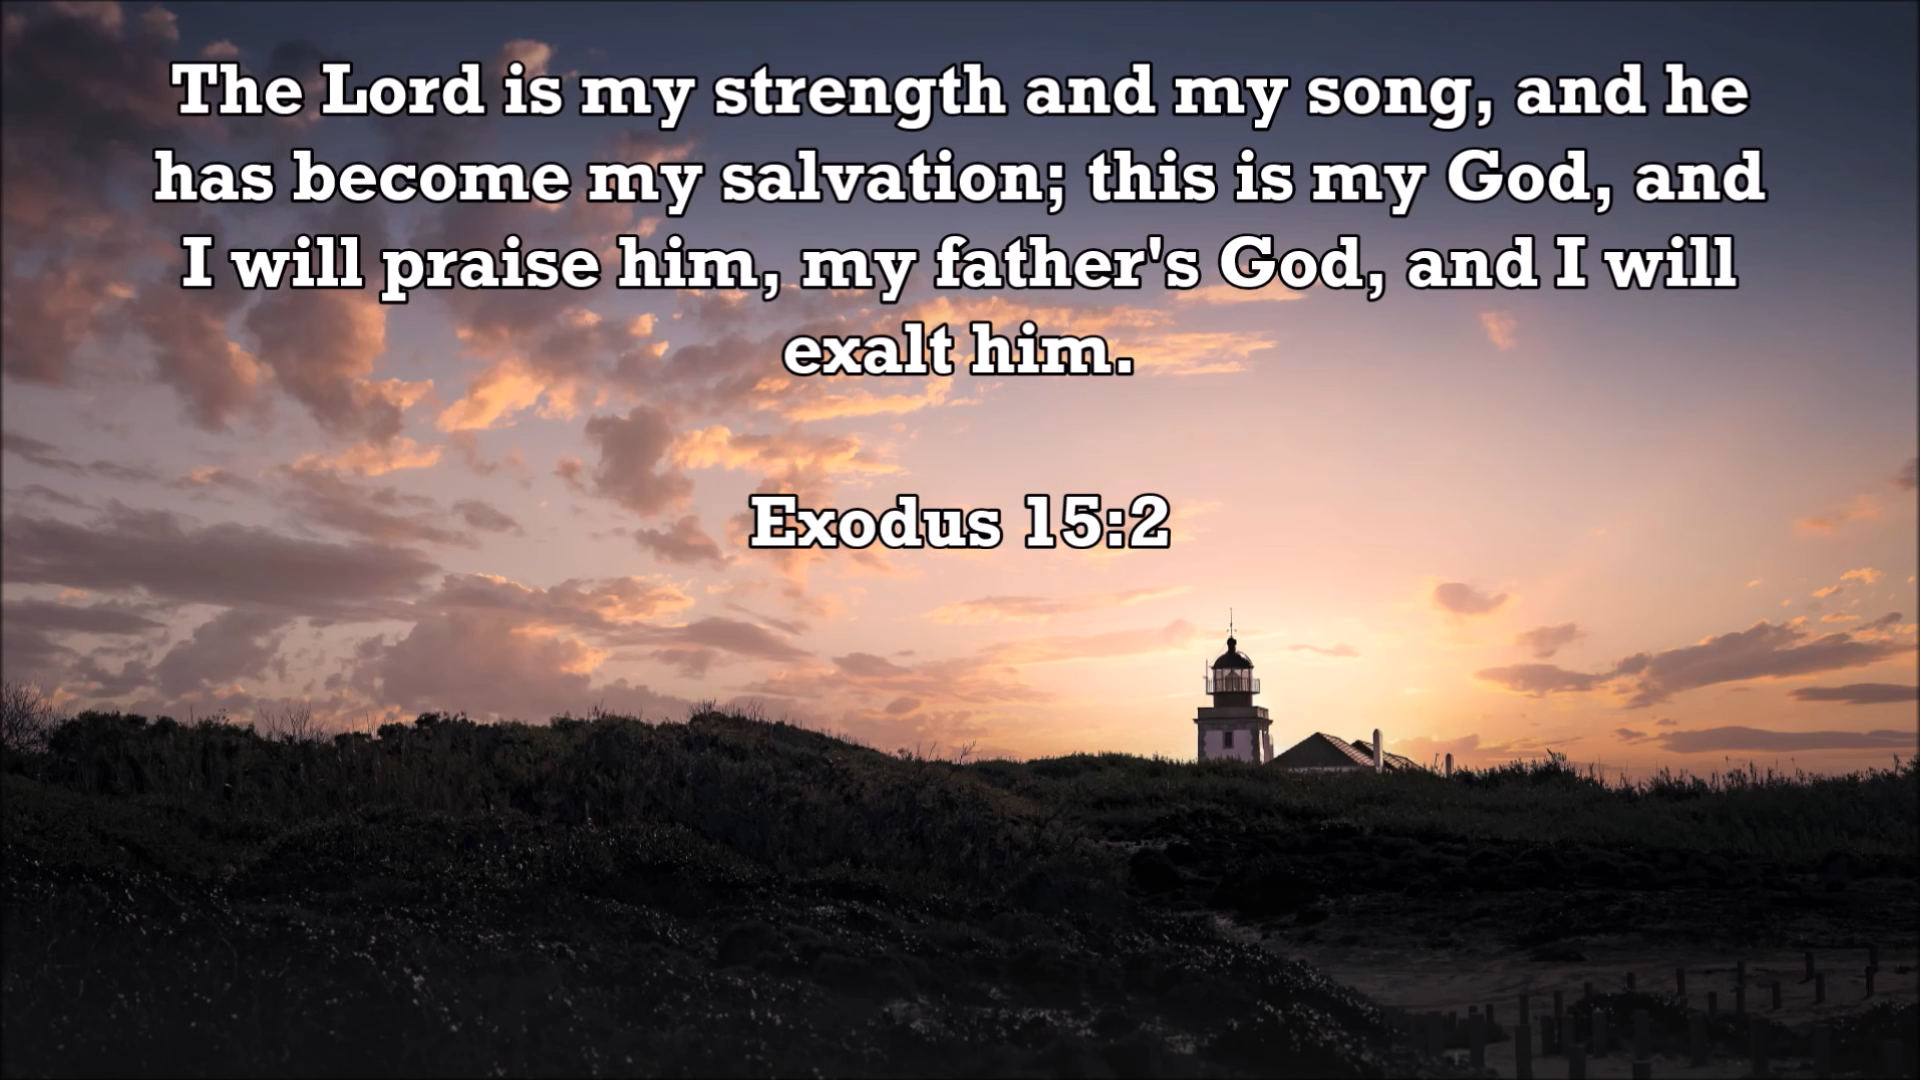 The Lord is my strength and my song, and he
has become my salvation; this is my God, and
I will praise him, my father's God, and I will
exalt him.
Exodus 15:2